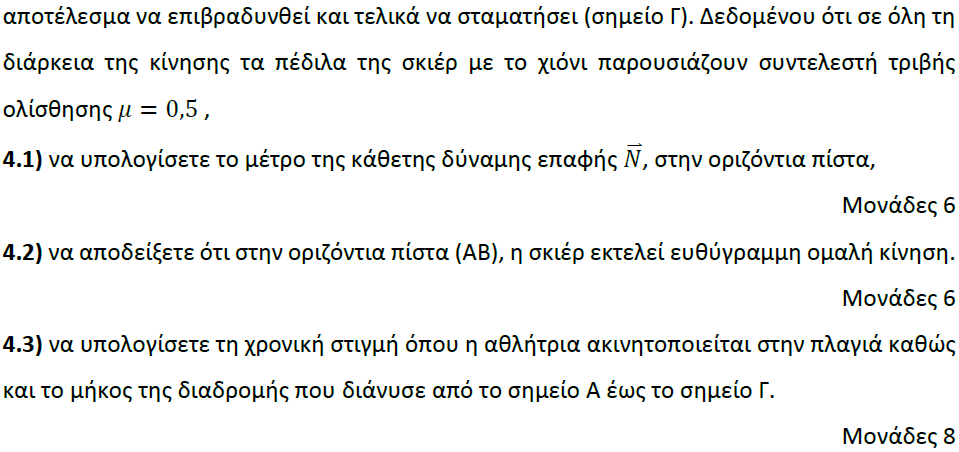 αποτέλεσμα να επιβραδυνθεί και τελικά να σταματήσει (σημείο Γ). Δεδομένου ότι σε όλη τη
διάρκεια της κίνησης τα πέδιλα της σκιέρ με το χιόνι παρουσιάζουν συντελεστή τριβής
ολίσθησης μ = 0,5 ,
4.1) να υπολογίσετε το μέτρο της κάθετης δύναμης επαφής N⃗, στην οριζόντια πίστα,
Μονάδες 6
4.2) να αποδείξετε ότι στην οριζόντια πίστα (ΑΒ), η σκιέρ εκτελεί ευθύγραμμη ομαλή κίνηση.
Μονάδες 6
4.3) να υπολογίσετε τη χρονική στιγμή όπου η αθλήτρια ακινητοποιείται στην πλαγιά καθώς
και το μήκος της διαδρομής που διάνυσε από το σημείο Α έως το σημείο Γ.
Μονάδες 8